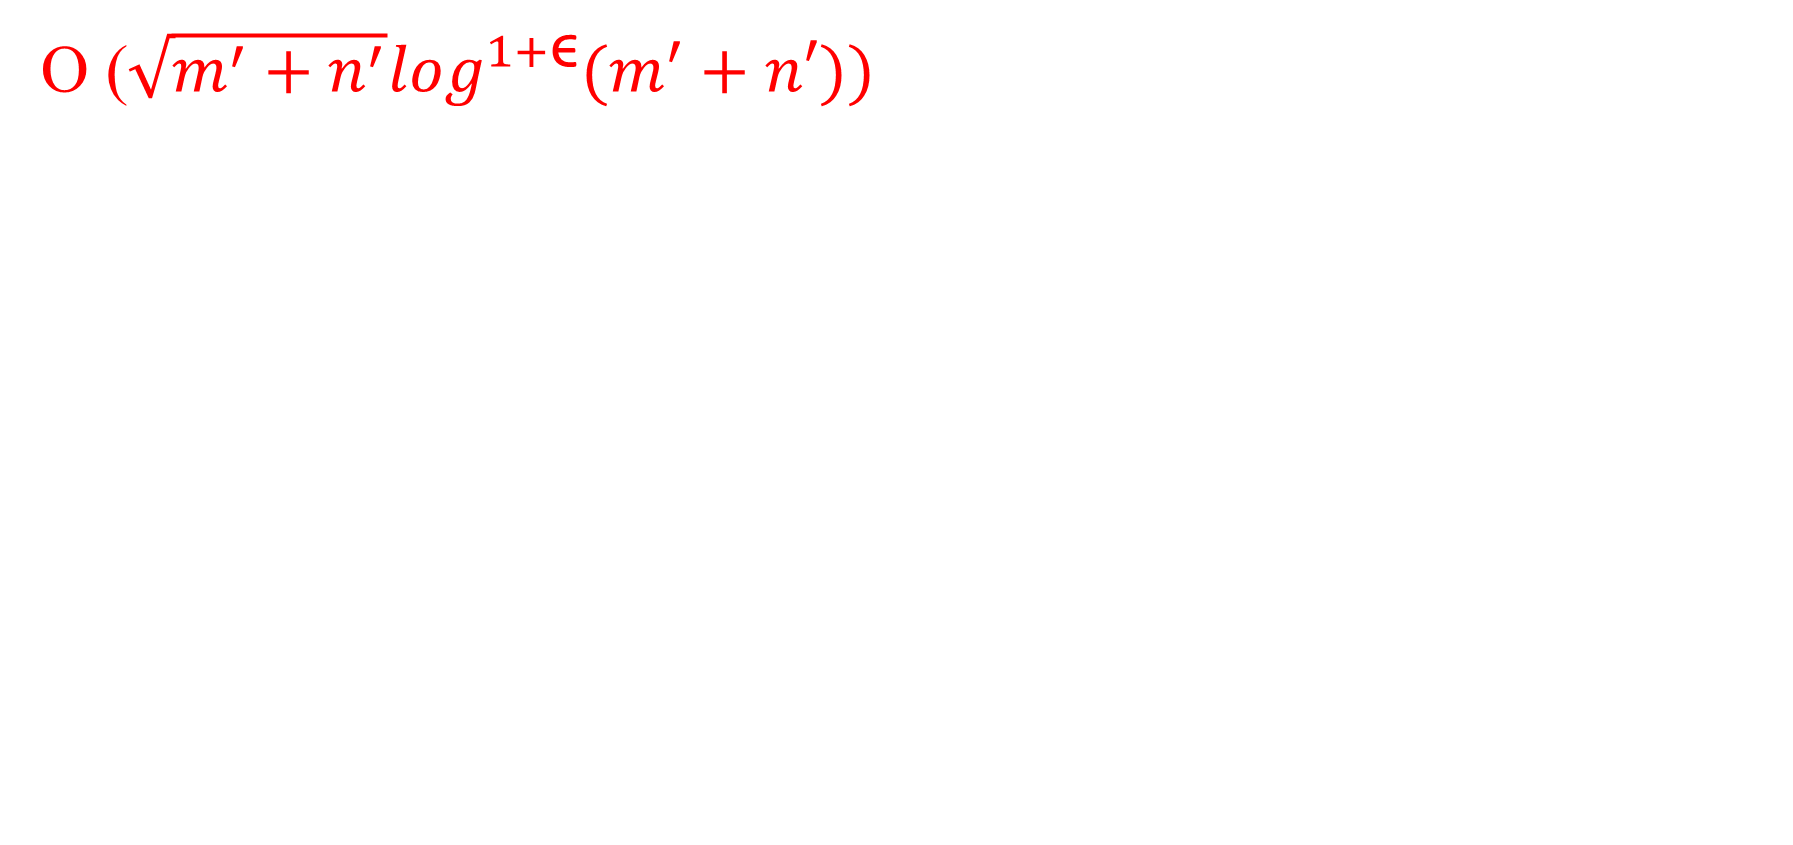 O (√m′ + n′log^{1+ϵ}(m′ + n′))